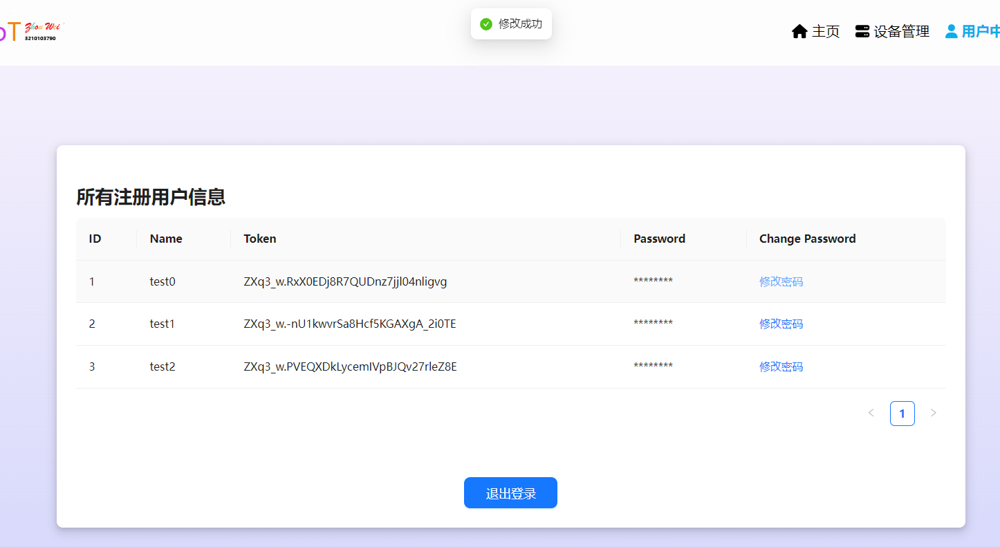 oT Zhou Wei
3210103790
修改成功
主页 设备管理 用户中
所有注册用户信息
ID Name Token Password Change Password
1 test0 ZXq3_w.RxX0EDj8R7QUDnz7jjl04nligvg ******** 修改密码
2 test1 ZXq3_w.-nU1kwvrSa8Hcf5KGAXgA_2i0TE ******** 修改密码
3 test2 ZXq3_w.PVEQXDkLycemIVpBJQv27rleZ8E ******** 修改密码
< 1 >
退出登录